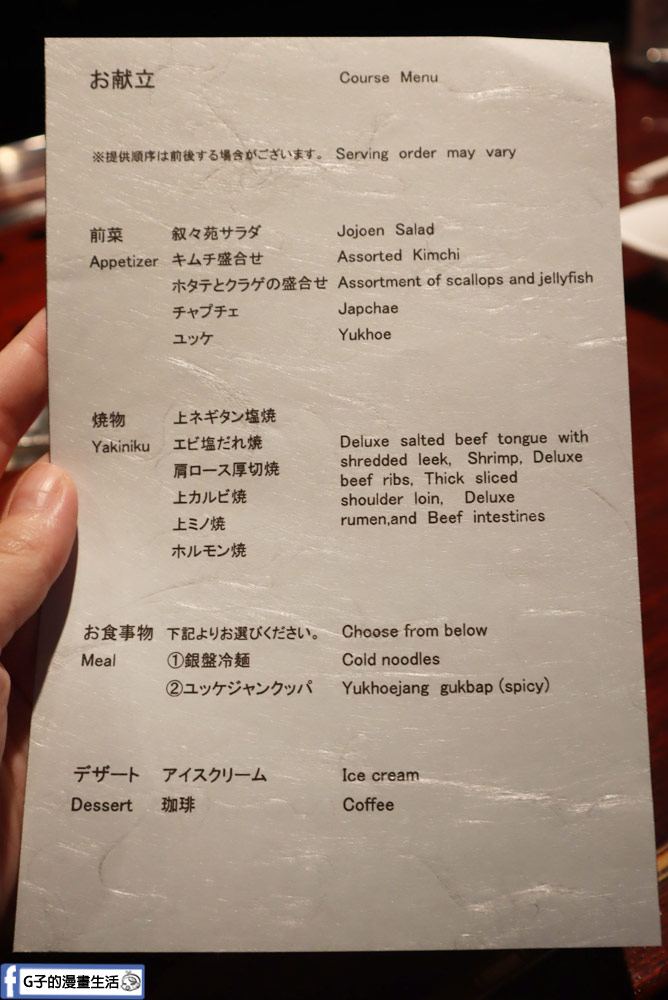 お献立 Course Menu
※提供順序は前後する場合がございます。 Serving order may vary
前菜 叙々苑サラダ Jojoen Salad
Appetizer キムチ盛合せ Assorted Kimchi
ホタテとクラゲの盛合せ Assortment of scallops and jellyfish
チャプチェ Japchae
ユッケ Yukhoe
焼物 上ネギタン塩焼
Yakiniku エビ塩だれ焼 Deluxe salted beef tongue with
肩ロース厚切焼 shredded leek, Shrimp, Deluxe
beef ribs, Thick sliced
上カルビ焼 shoulder loin, Deluxe
上ミノ焼 rumen,and Beef intestines
ホルモン焼
お食事物 下記よりお選びください。 Choose from below
Meal ①銀盤冷麺 Cold noodles
②ユッケジャンクッパ Yukhoejang gukbap (spicy)
デザート アイスクリーム Ice cream
Dessert 珈琲 Coffee
f G子的漫畫生活